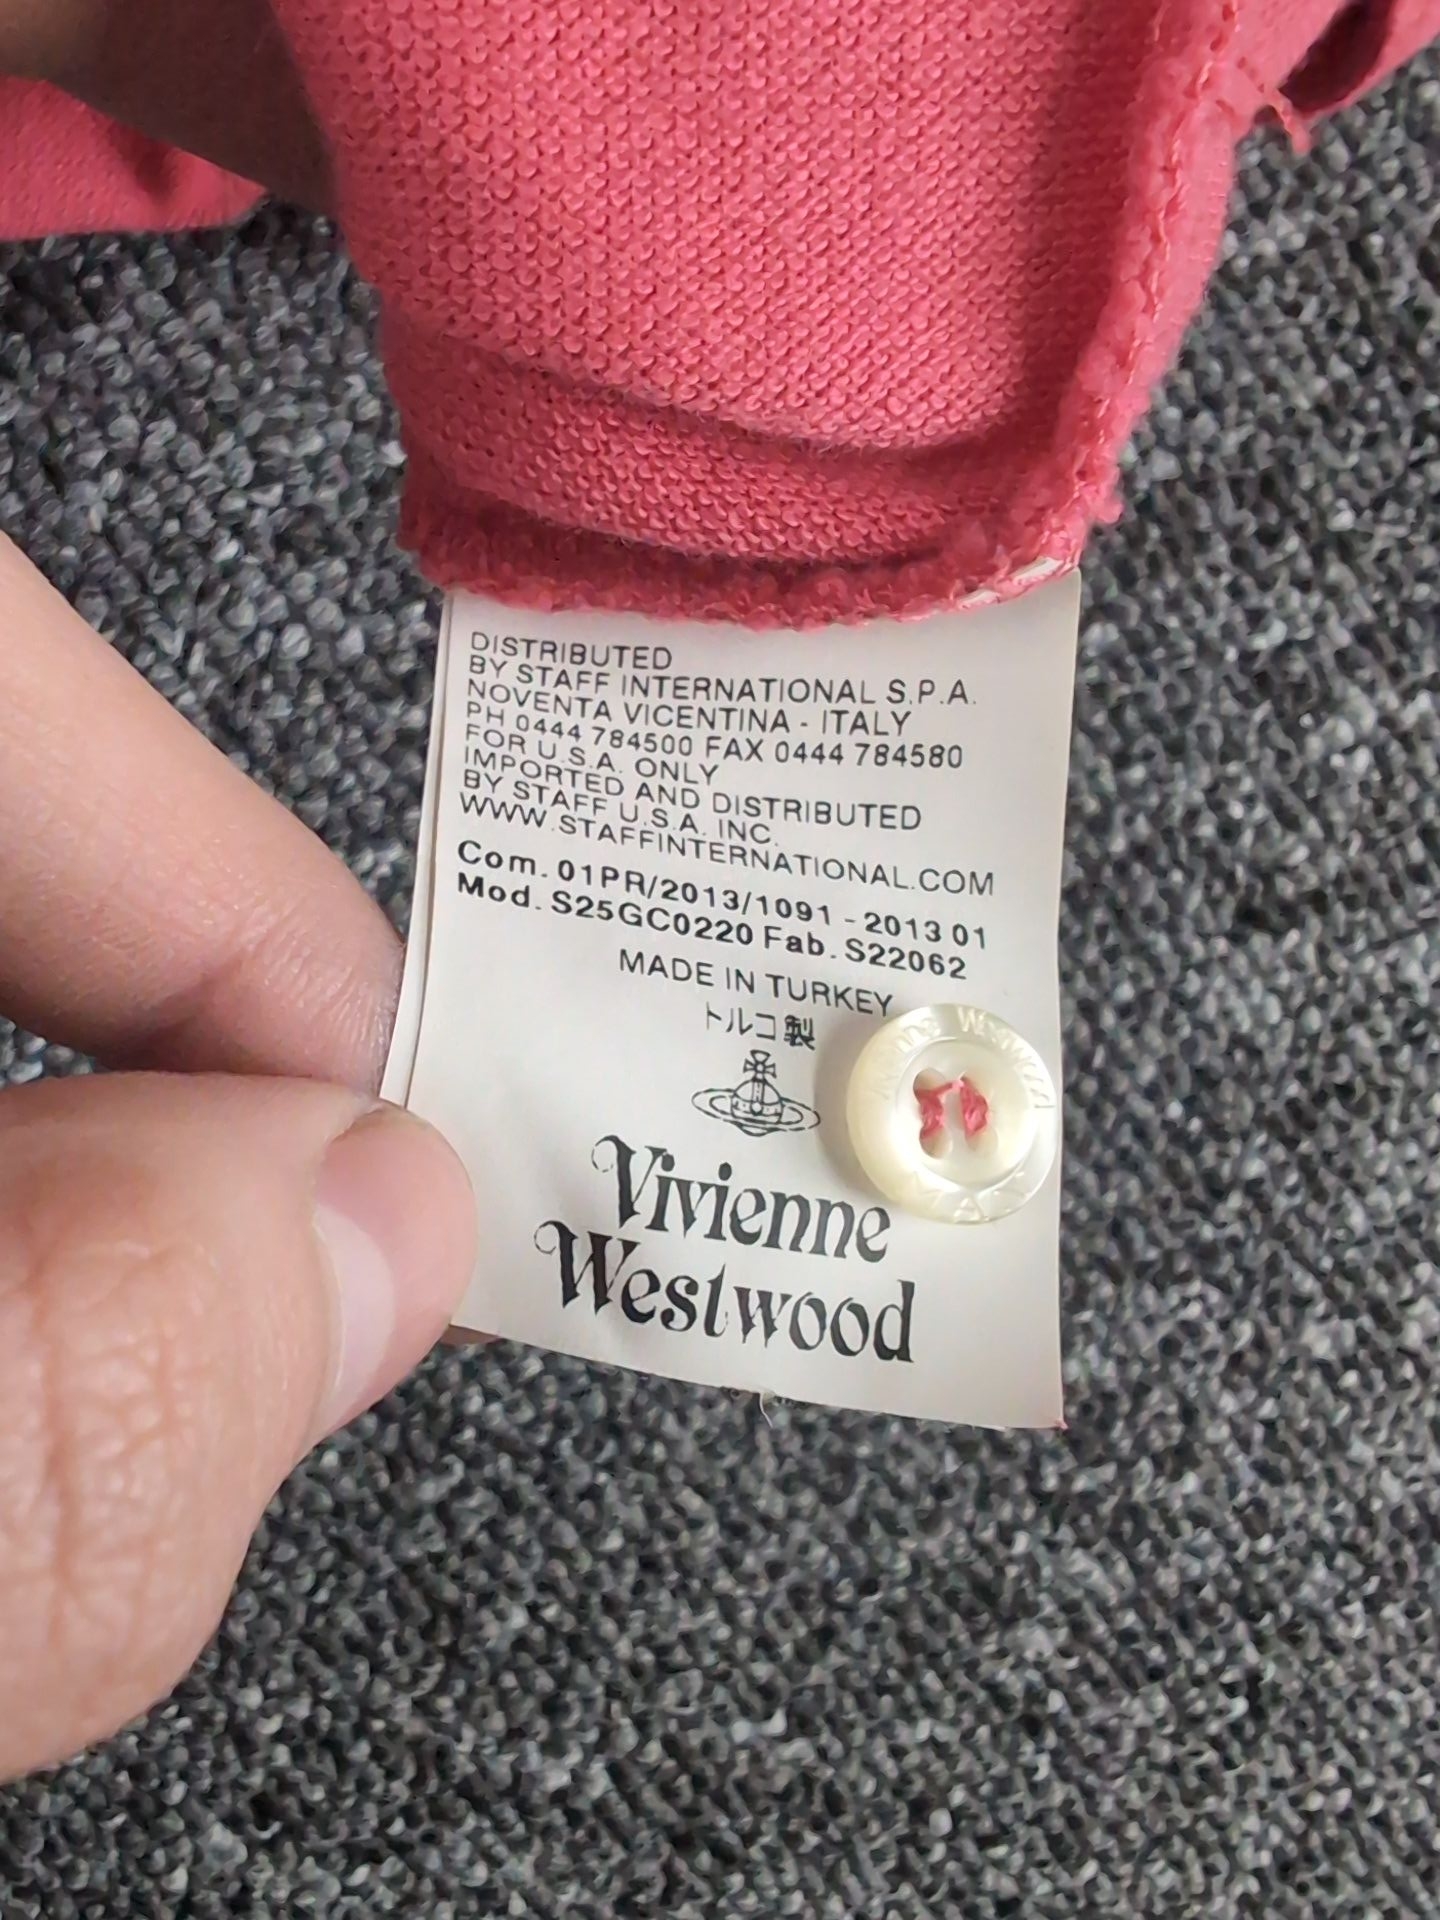 DISTRIBUTED
BY STAFF INTERNATIONAL S.P.A.
NOVENTA VICENTINA - ITALY
PH 0444 784500 FAX 0444 784580
FOR U.S.A. ONLY
IMPORTED AND DISTRIBUTED
BY STAFF U.S.A. INC.
WWW.STAFFINTERNATIONAL.COM
Com. 01PR/2013/1091 - 2013 01
Mod. S25GC0220 Fab. S22062
MADE IN TURKEY
トルコ製
Vivienne
Westwood
Westwood
MAN